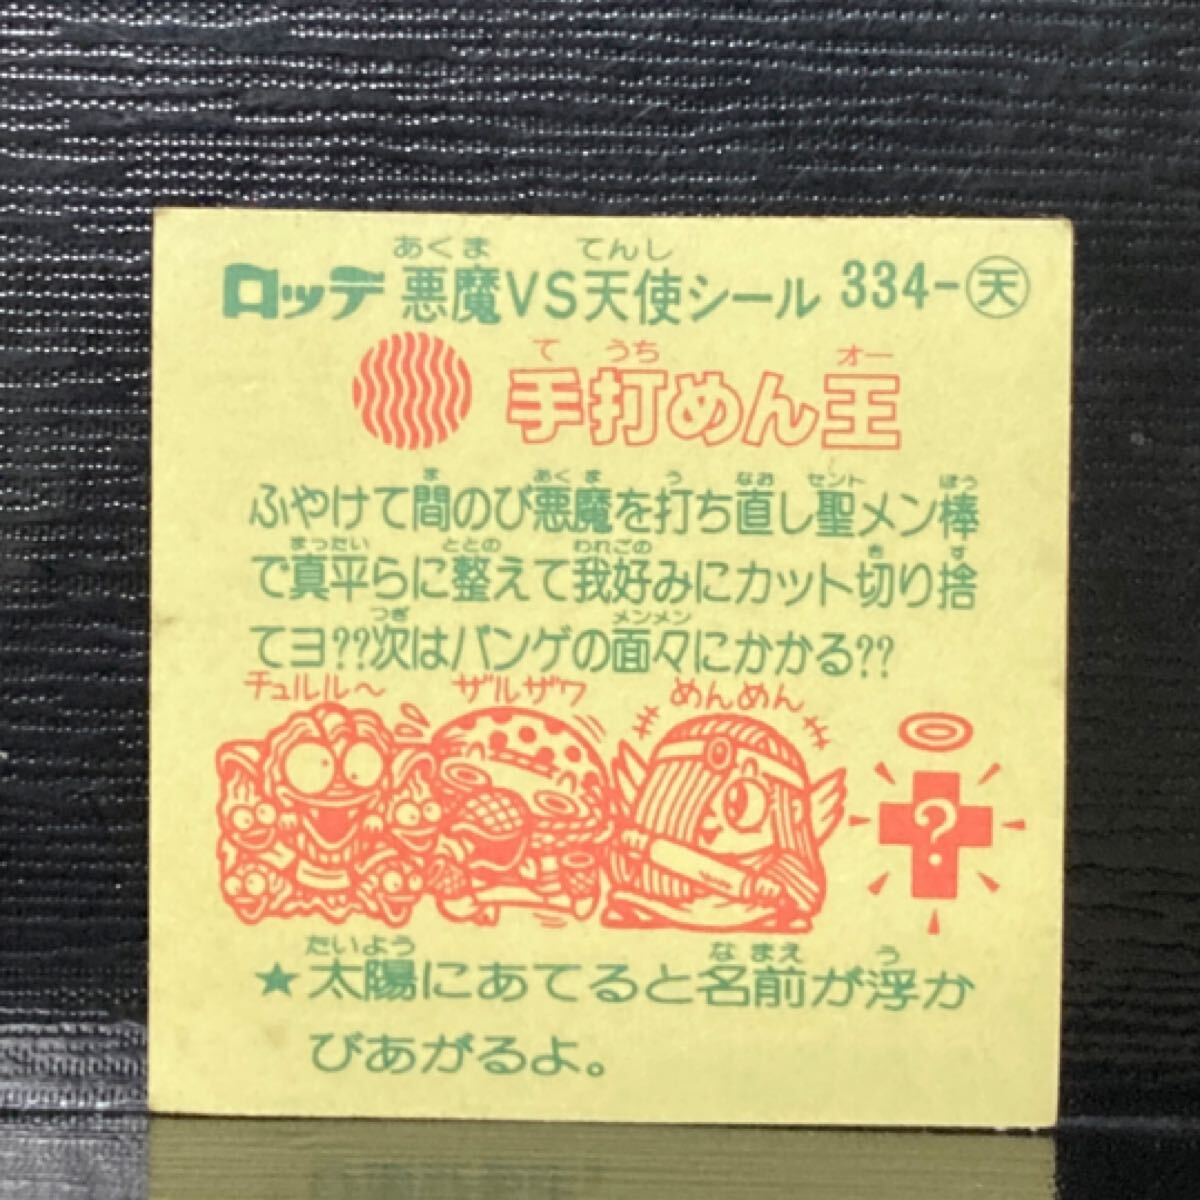 あくま てんし
ロッテ 悪魔VS天使シール 334-天
て うち オー
手打めん王
ま あくま う なお セント ぼう
ふやけて間のび悪魔を打ち直し聖メン棒
まったい ととの われごの き す
で真平らに整えて我好みにカット切り捨
つぎ メンメン
てヨ??次はバンゲの面々にかかる??
チュルル〜 ザルザワ めんめん
?
たいよう なまえ う
★太陽にあてると名前が浮か
びあがるよ。